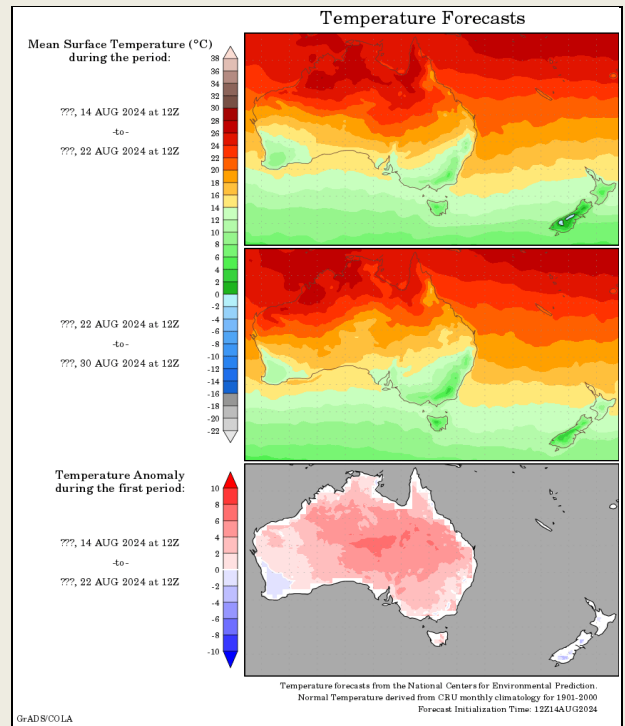 Temperature Forecasts
Mean Surface Temperature (°C)
during the period:
???, 14 AUG 2024 at 12Z
-to-
???, 22 AUG 2024 at 12Z
38
36
34
32
30
28
26
24
22
20
18
16
14
12
10
8
6
4
2
0
-2
-4
-6
-8
-10
-12
-14
-16
-18
-20
-22
???, 22 AUG 2024 at 12Z
-to-
???, 30 AUG 2024 at 12Z
Temperature Anomaly
during the first period:
???, 14 AUG 2024 at 12Z
-to-
???, 22 AUG 2024 at 12Z
10
8
6
4
2
0
-2
-4
-6
-8
-10
Temperature forecasts from the National Centers for Environmental Prediction.
Normal Temperature derived from CRU monthly climatology for 1901-2000
Forecast Initialization Time: 12Z14AUG2024
GrADS/COLA